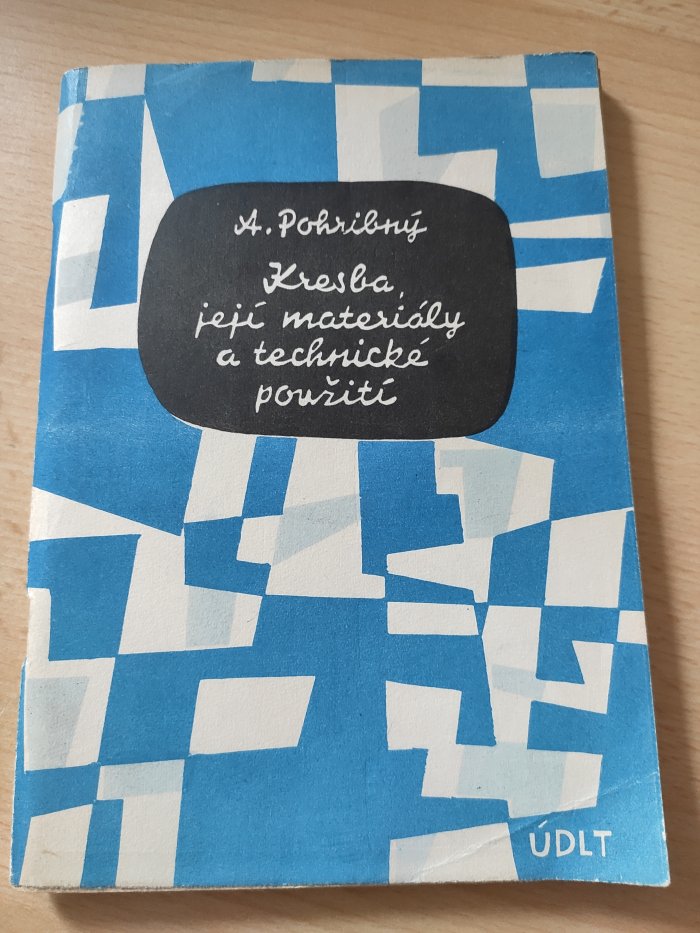 A. Pohribný
Kresba,
její materiály
a technické
použití
ÚDLT